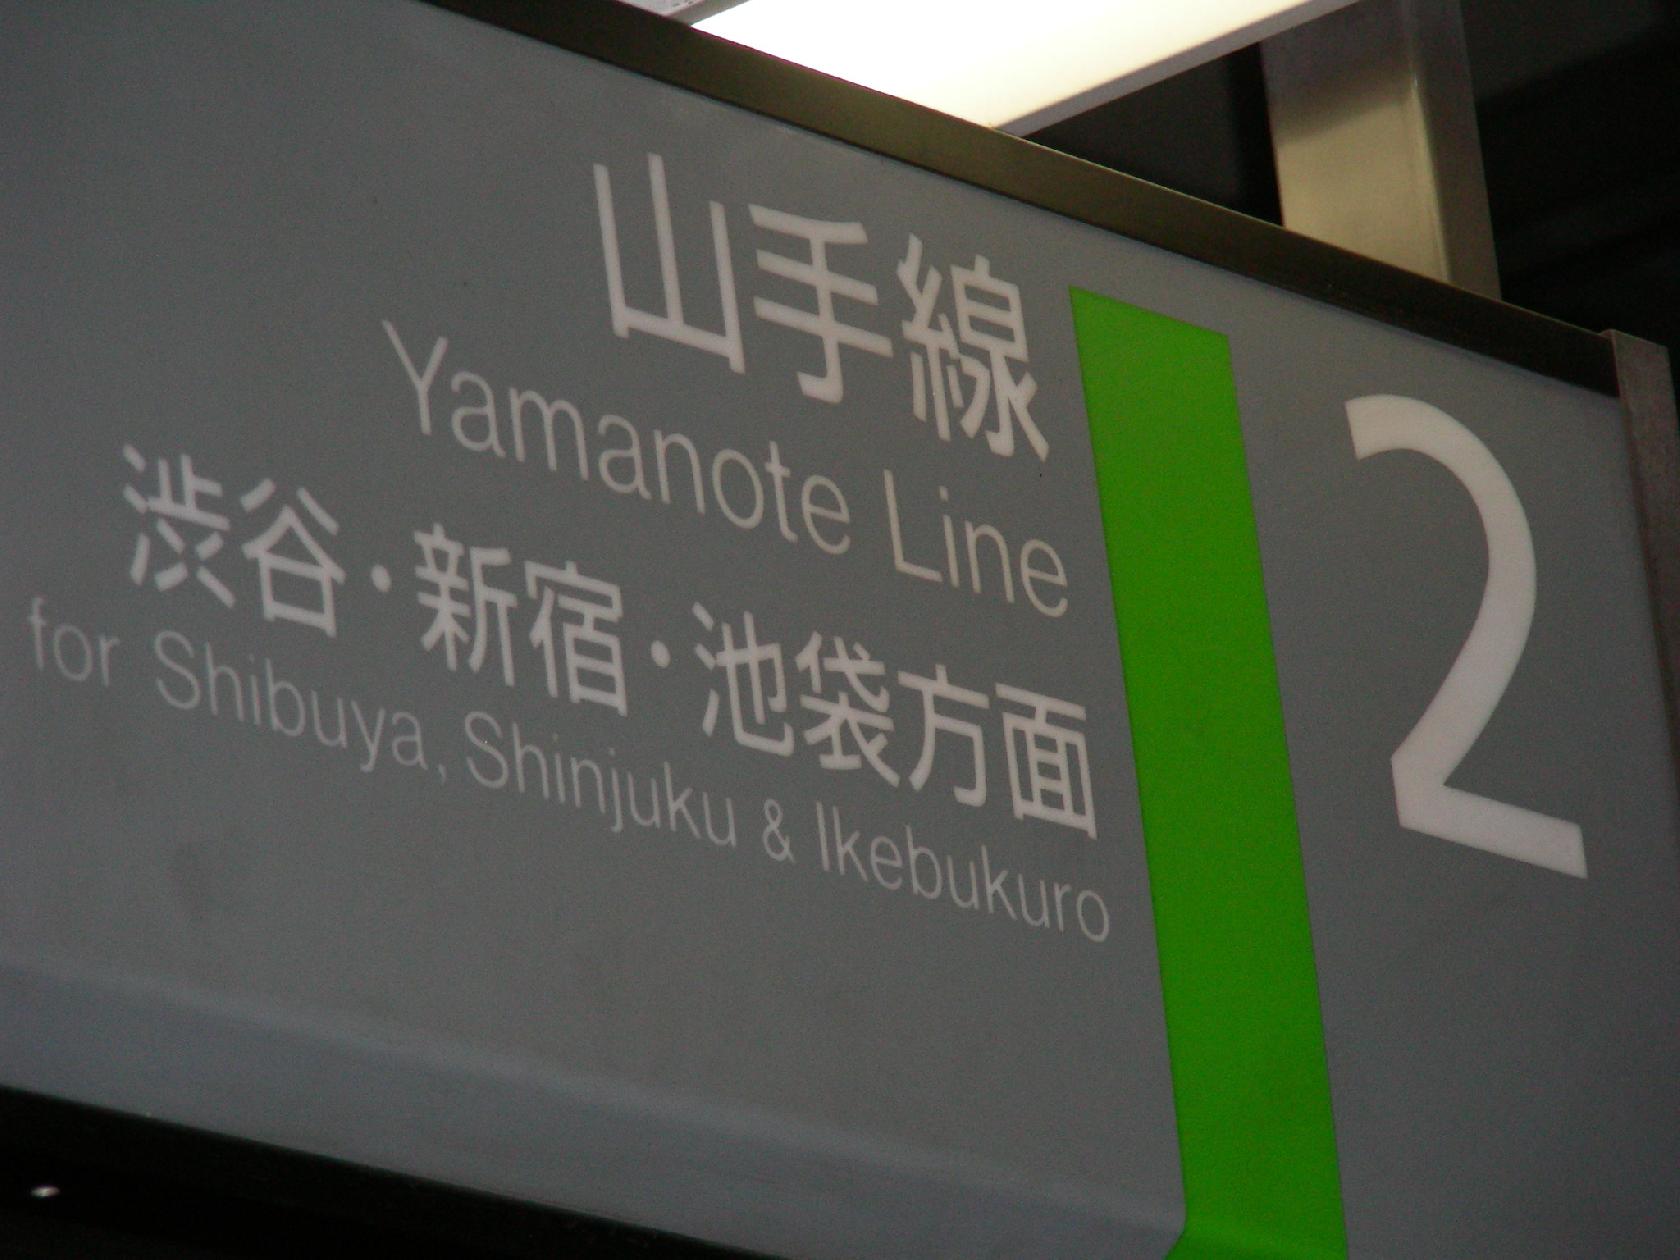 山手線
Yamanote Line
渋谷・新宿・池袋方面
for Shibuya, Shinjuku & Ikebukuro
2